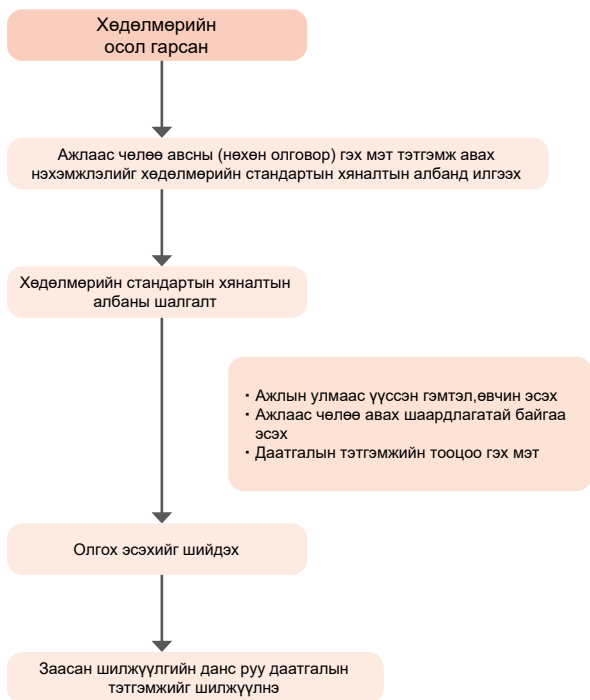 Хөдөлмөрийн
осол гарсан
Ажлаас чөлөө авсны (нөхөн олговор) гэх мэт тэтгэмж авах
нэхэмжлэлийг хөдөлмөрийн стандартын хяналтын албанд илгээх
Хөдөлмөрийн стандартын хяналтын
албаны шалгалт
・Ажлын улмаас үүссэн гэмтэл,өвчин эсэх
・Ажлаас чөлөө авах шаардлагатай байгаа
эсэх
・Даатгалын тэтгэмжийн тооцоо гэх мэт
Олгох эсэхийг шийдэх
Заасан шилжүүлгийн данс руу даатгалын
тэтгэмжийг шилжүүлнэ